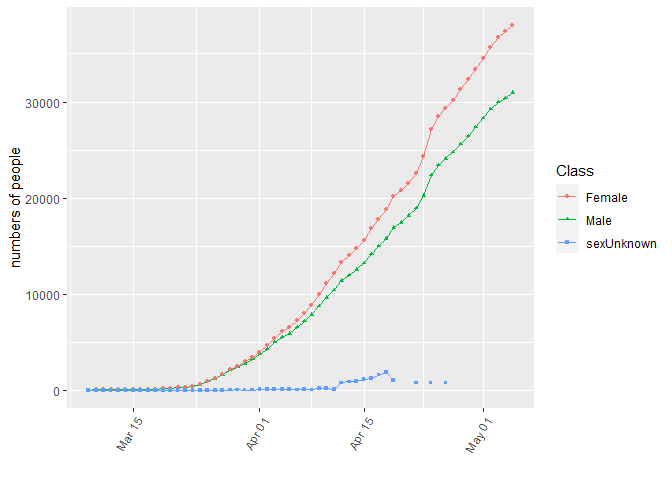 numbers of people
30000
20000
10000
0
Mar 15
Apr 01
Apr 15
May 01
Class
Female
Male
sexUnknown